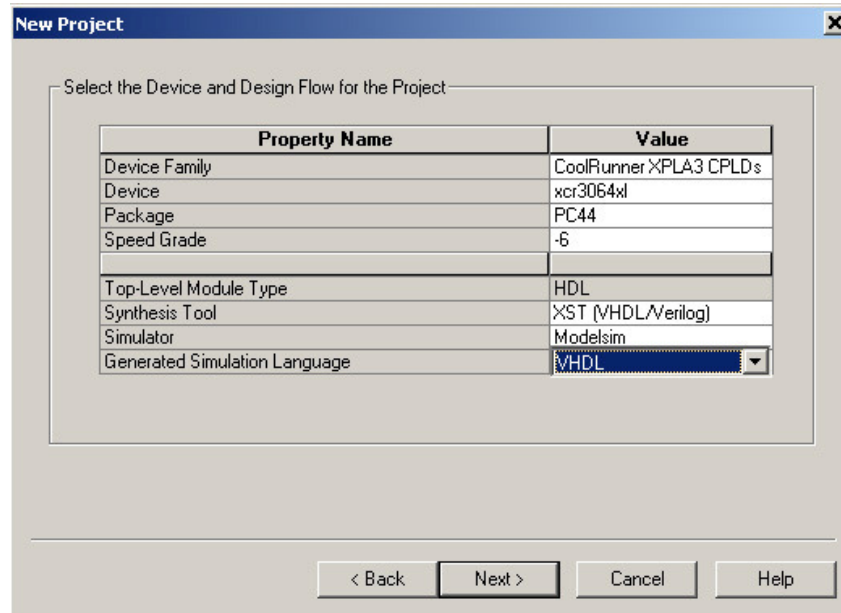 New Project
Select the Device and Design Flow for the Project
Property Name Value
Device Family CoolRunner XPLA3 CPLDs
Device xcr3064xl
Package PC44
Speed Grade -6
Top-Level Module Type HDL
Synthesis Tool XST (VHDL/Verilog)
Simulator Modelsim
Generated Simulation Language VHDL
< Back Next > Cancel Help